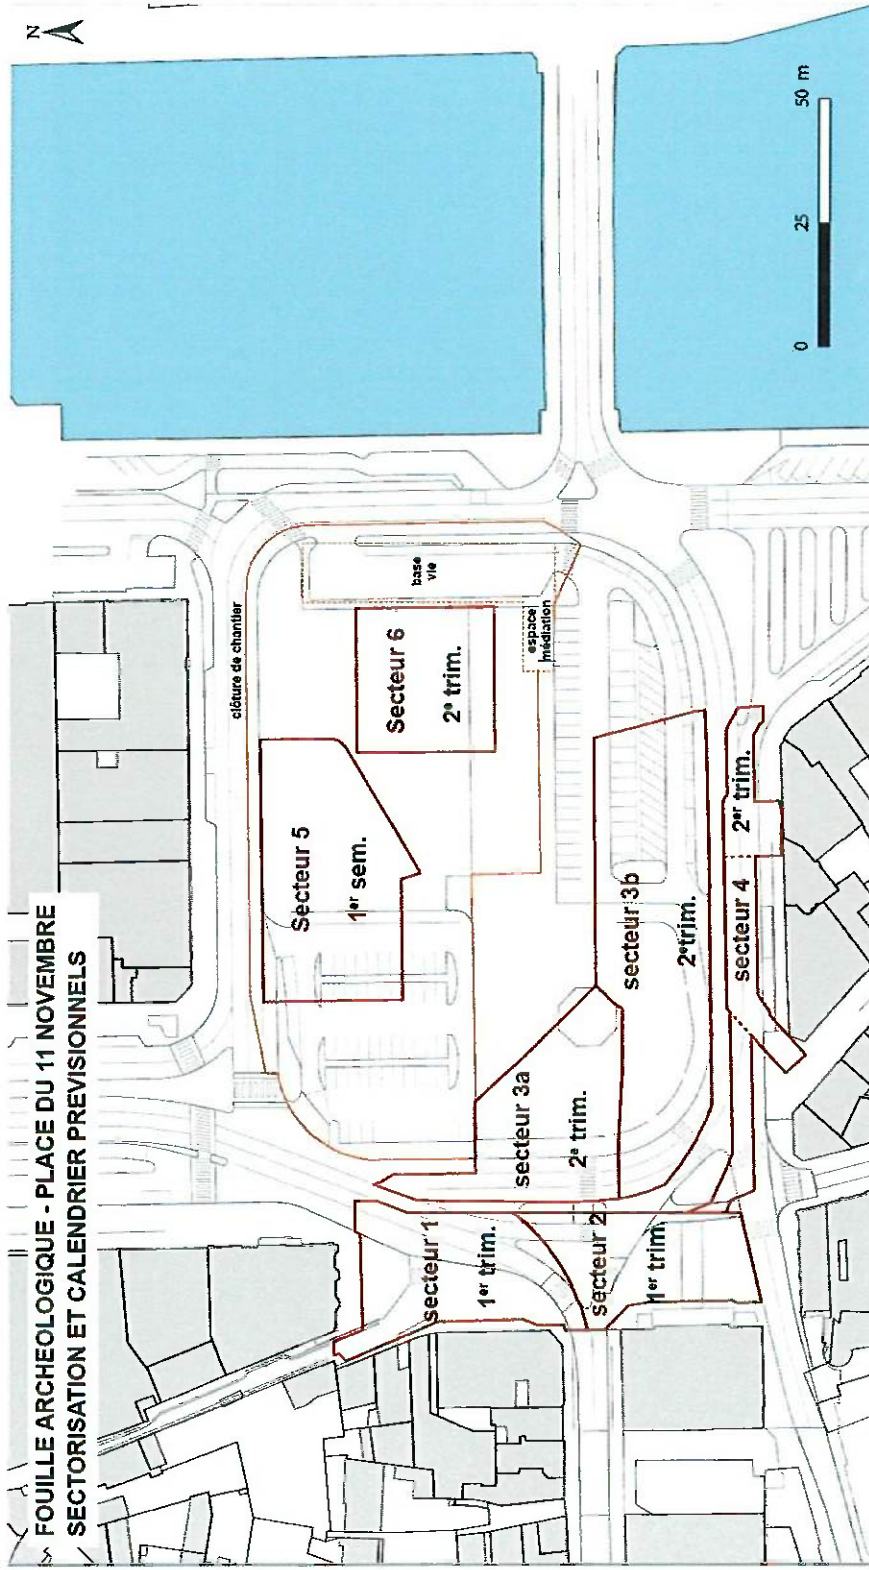 FOUILLE ARCHEOLOGIQUE - PLACE DU 11 NOVEMBRE
SECTORISATION ET CALENDRIER PREVISIONNELS
N
clôture de chantier
Secteur 5
1er sem.
Secteur 6
2e trim.
base
vie
espace
médiation
secteur 1
1er trim.
secteur 2
1er trim.
secteur 3a
2e trim.
secteur 3b
2e trim.
secteur 4
2er trim.
0
25
50 m